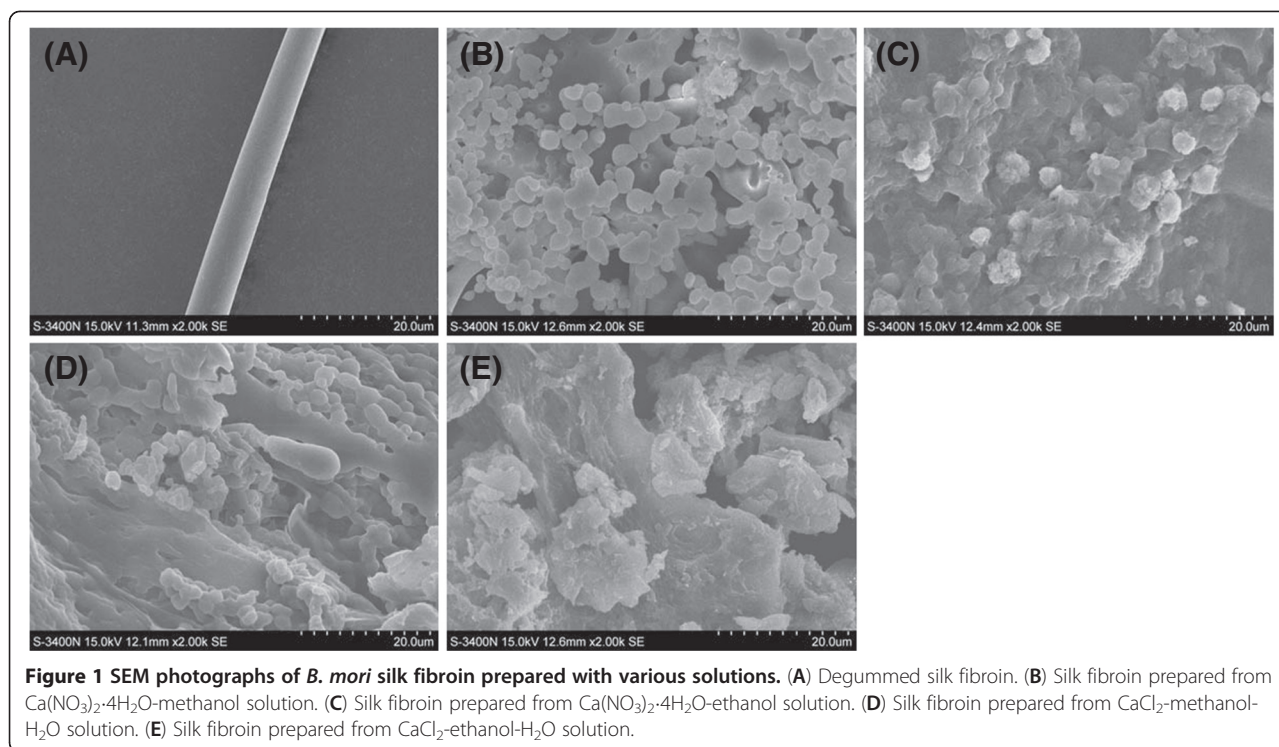 (A)
S-3400N 15.0kV 11.3mm x2.00k SE 20.0um
(B)
S-3400N 15.0kV 12.6mm x2.00k SE 20.0um
(C)
S-3400N 15.0kV 12.4mm x2.00k SE 20.0um
(D)
S-3400N 15.0kV 12.1mm x2.00k SE 20.0um
(E)
S-3400N 15.0kV 12.6mm x2.00k SE 20.0um
Figure 1 SEM photographs of B. mori silk fibroin prepared with various solutions. (A) Degummed silk fibroin. (B) Silk fibroin prepared from
Ca(NO₃)₂·4H₂O-methanol solution. (C) Silk fibroin prepared from Ca(NO₃)₂·4H₂O-ethanol solution. (D) Silk fibroin prepared from CaCl₂-methanol-
H₂O solution. (E) Silk fibroin prepared from CaCl₂-ethanol-H₂O solution.